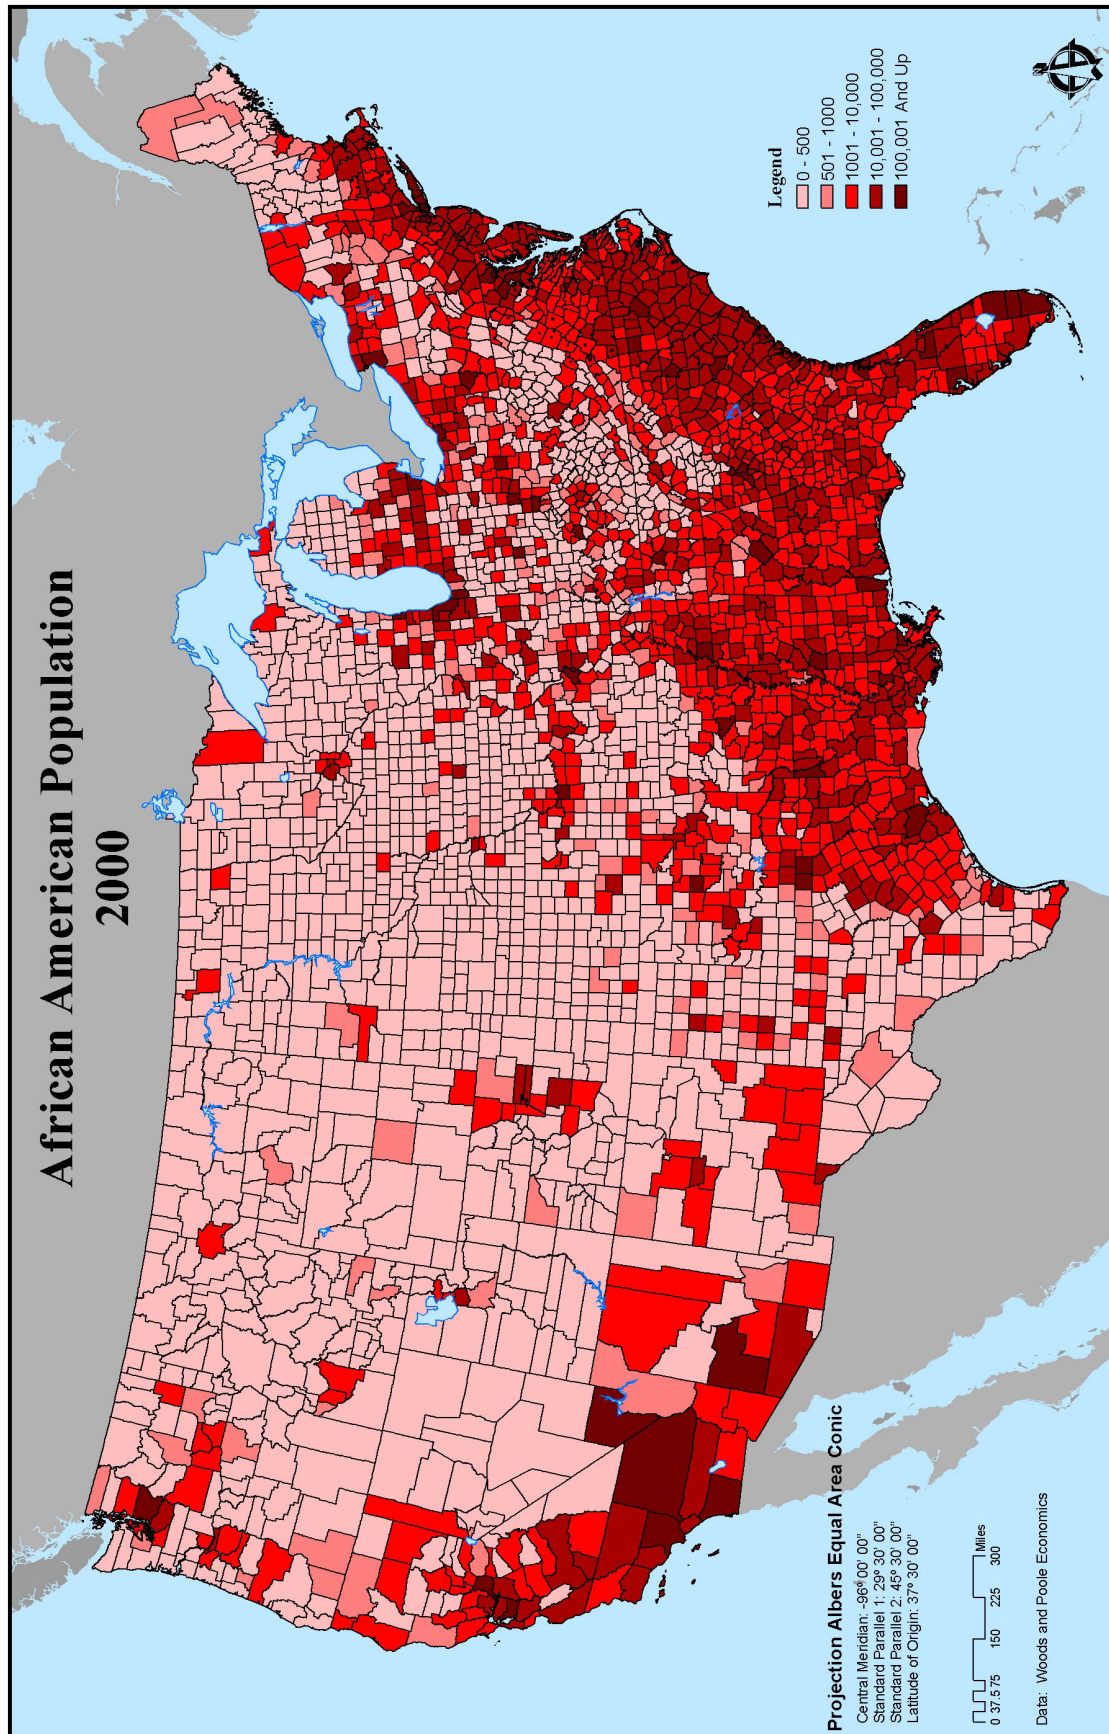 African American Population
2000
Legend
0 - 500
501 - 1000
1001 - 10,000
10,001 - 100,000
100,001 And Up
Projection Albers Equal Area Conic
Central Meridian: -96° 00' 00"
Standard Parallel 1: 29° 30' 00"
Standard Parallel 2: 45° 30' 00"
Latitude of Origin: 37° 30' 00"
0 37.5 75 150 225 300
Miles
Data: Woods and Poole Economics